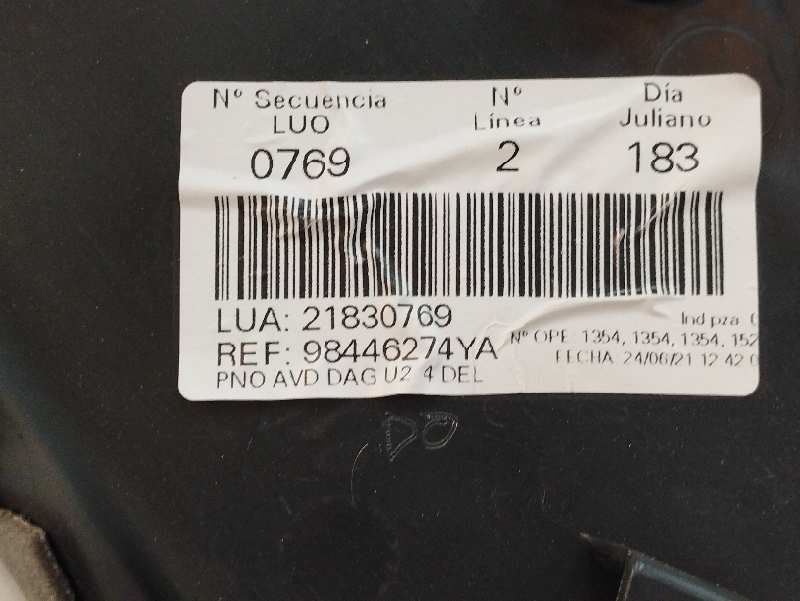 Nº Secuencia Nº Día
LUO Línea Juliano
0769 2 183
LUA: 21830769 Ind pza
REF: 98446274YA Nº OPE 1354, 1354, 1354, 152
PNO AVD DAG U2 4 DEL FECHA 24/06/21 12 42